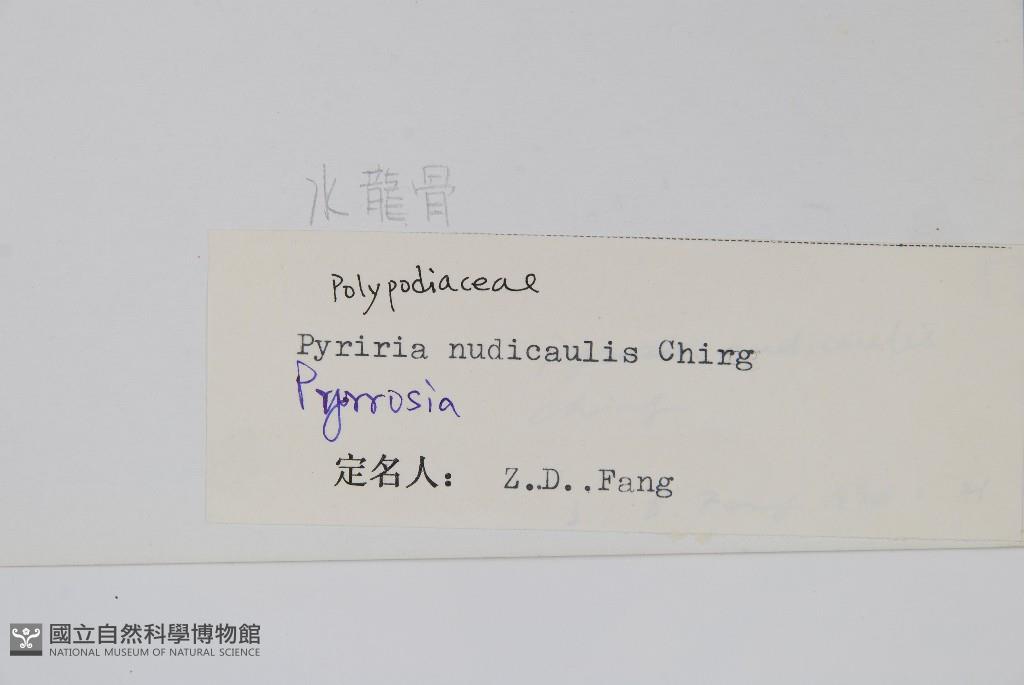 水龍骨
Polypodiaceae
Pyriria nudicaulis Chirg
Pyrrosia
定名人： Z..D..Fang
國立自然科學博物館
NATIONAL MUSEUM OF NATURAL SCIENCE